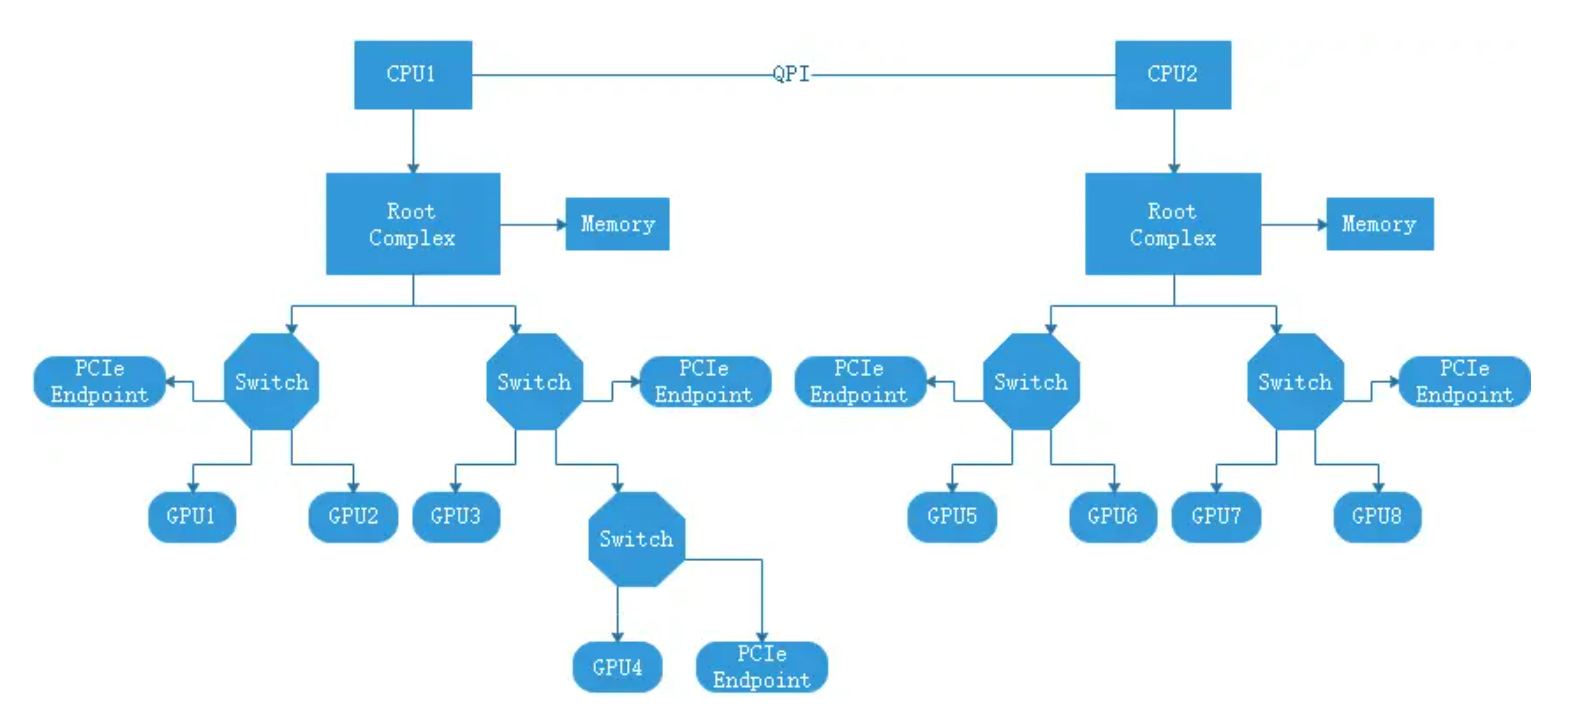 CPU1
QPI
CPU2
Root
Complex
Memory
Root
Complex
Memory
PCIe
Endpoint
Switch
Switch
PCIe
Endpoint
PCIe
Endpoint
Switch
Switch
PCIe
Endpoint
GPU1
GPU2
GPU3
Switch
GPU5
GPU6
GPU7
GPU8
GPU4
PCIe
Endpoint